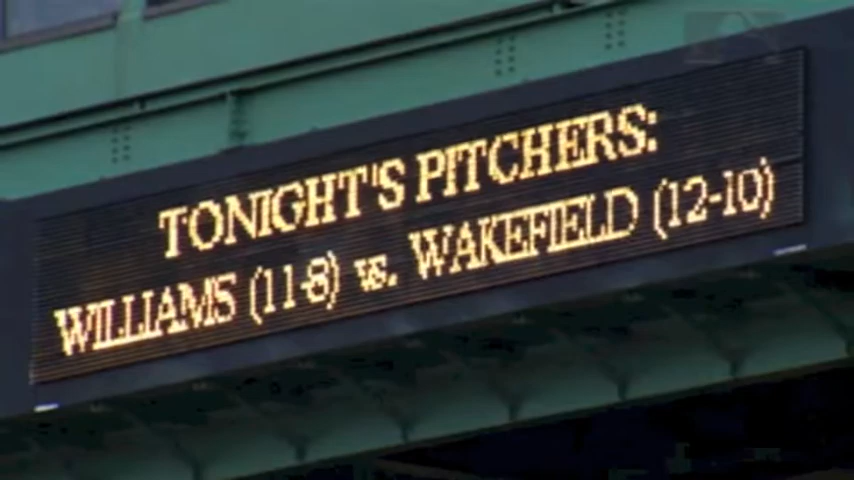 TONIGHT'S PITCHERS:
WILLIAMS (11-8) vs. WAKEFIELD (12-10)